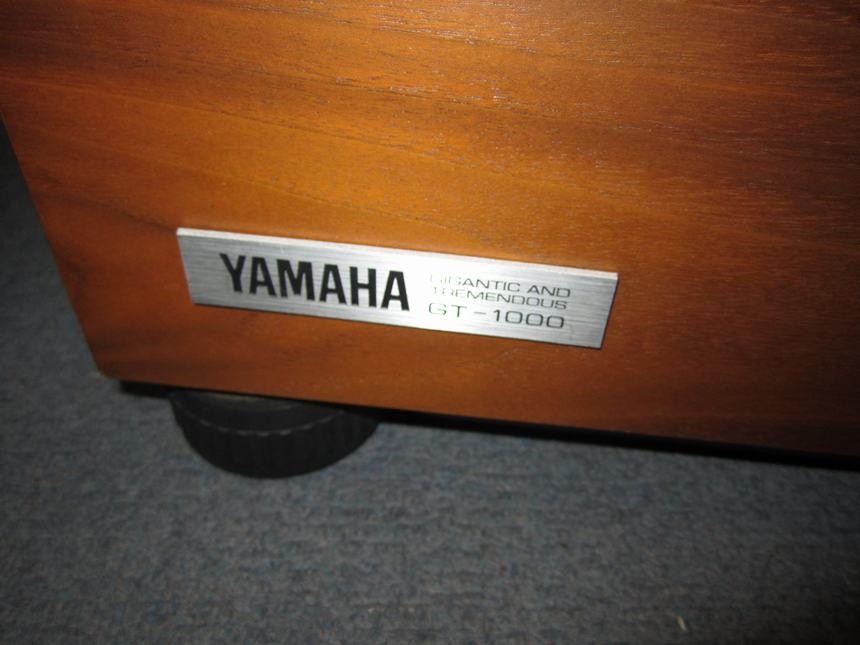 YAMAHA
GIGANTIC AND
TREMENDOUS
GT-1000